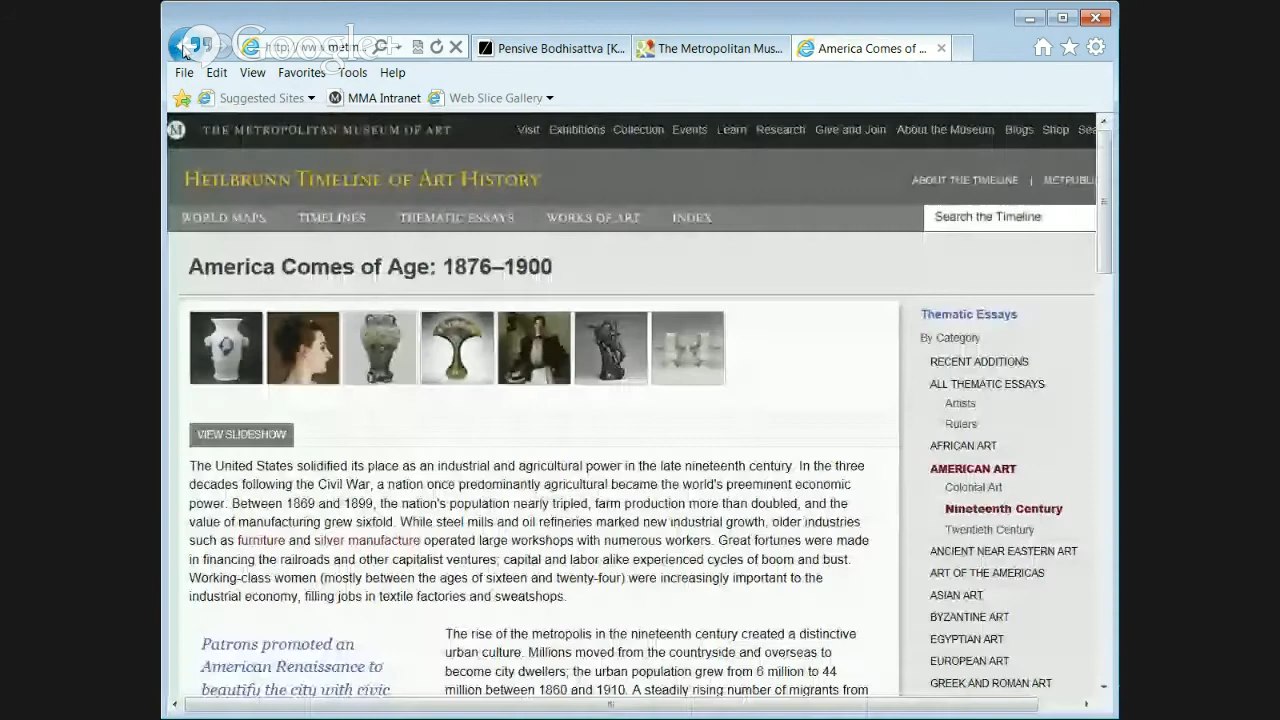 Google+
http://www.metm...
Pensive Bodhisattva [K...
The Metropolitan Mus...
America Comes of ...
File Edit View Favorites Tools Help
Suggested Sites
MMA Intranet
Web Slice Gallery
M
THE METROPOLITAN MUSEUM OF ART
Visit Exhibitions Collection Events Learn Research Give and Join About the Museum Blogs Shop Sea
HEILBRUNN TIMELINE OF ART HISTORY
ABOUT THE TIMELINE | METPUBLI
WORLD MAPS TIMELINES THEMATIC ESSAYS WORKS OF ART INDEX
Search the Timeline
America Comes of Age: 1876–1900
VIEW SLIDESHOW
The United States solidified its place as an industrial and agricultural power in the late nineteenth century. In the three
decades following the Civil War, a nation once predominantly agricultural became the world's preeminent economic
power. Between 1869 and 1899, the nation's population nearly tripled, farm production more than doubled, and the
value of manufacturing grew sixfold. While steel mills and oil refineries marked new industrial growth, older industries
such as furniture and silver manufacture operated large workshops with numerous workers. Great fortunes were made
in financing the railroads and other capitalist ventures; capital and labor alike experienced cycles of boom and bust.
Working-class women (mostly between the ages of sixteen and twenty-four) were increasingly important to the
industrial economy, filling jobs in textile factories and sweatshops.
Patrons promoted an
American Renaissance to
beautify the city with civic
The rise of the metropolis in the nineteenth century created a distinctive
urban culture. Millions moved from the countryside and overseas to
become city dwellers; the urban population grew from 6 million to 44
million between 1860 and 1910. A steadily rising number of migrants from
Thematic Essays
By Category
RECENT ADDITIONS
ALL THEMATIC ESSAYS
Artists
Rulers
AFRICAN ART
AMERICAN ART
Colonial Art
Nineteenth Century
Twentieth Century
ANCIENT NEAR EASTERN ART
ART OF THE AMERICAS
ASIAN ART
BYZANTINE ART
EGYPTIAN ART
EUROPEAN ART
GREEK AND ROMAN ART